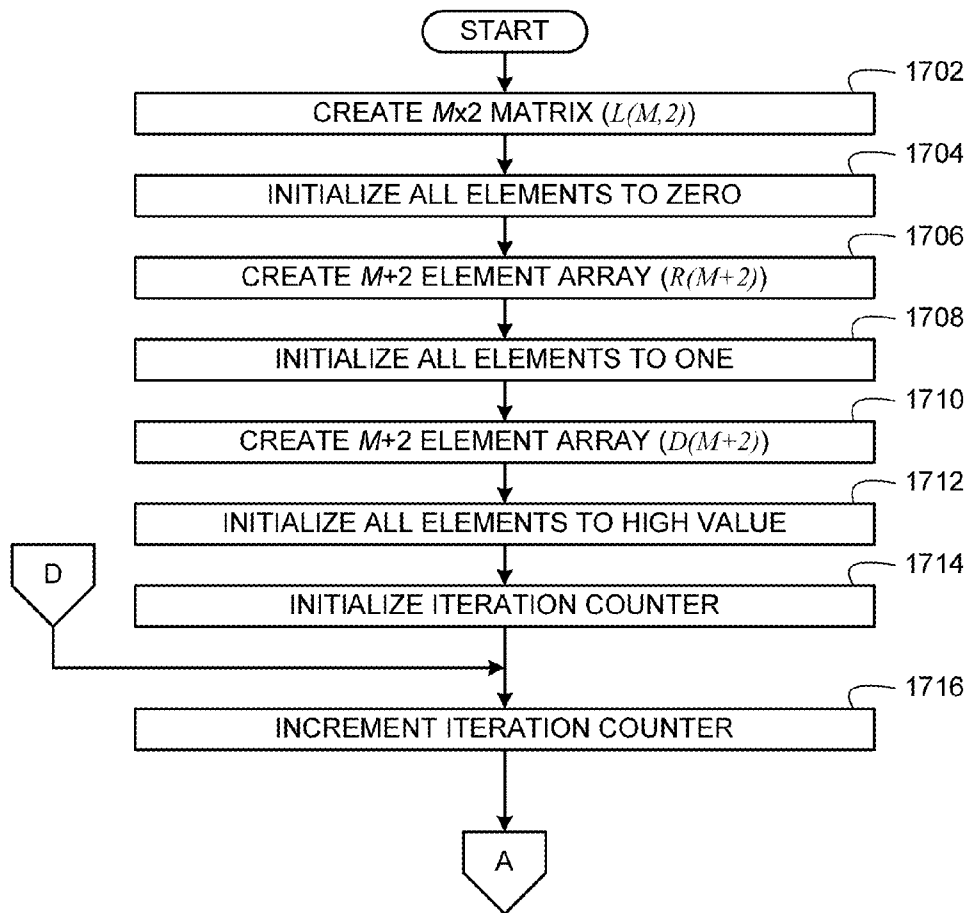 START
1702
CREATE Mx2 MATRIX (L(M,2))
1704
INITIALIZE ALL ELEMENTS TO ZERO
1706
CREATE M+2 ELEMENT ARRAY (R(M+2))
1708
INITIALIZE ALL ELEMENTS TO ONE
1710
CREATE M+2 ELEMENT ARRAY (D(M+2))
1712
INITIALIZE ALL ELEMENTS TO HIGH VALUE
D
1714
INITIALIZE ITERATION COUNTER
1716
INCREMENT ITERATION COUNTER
A